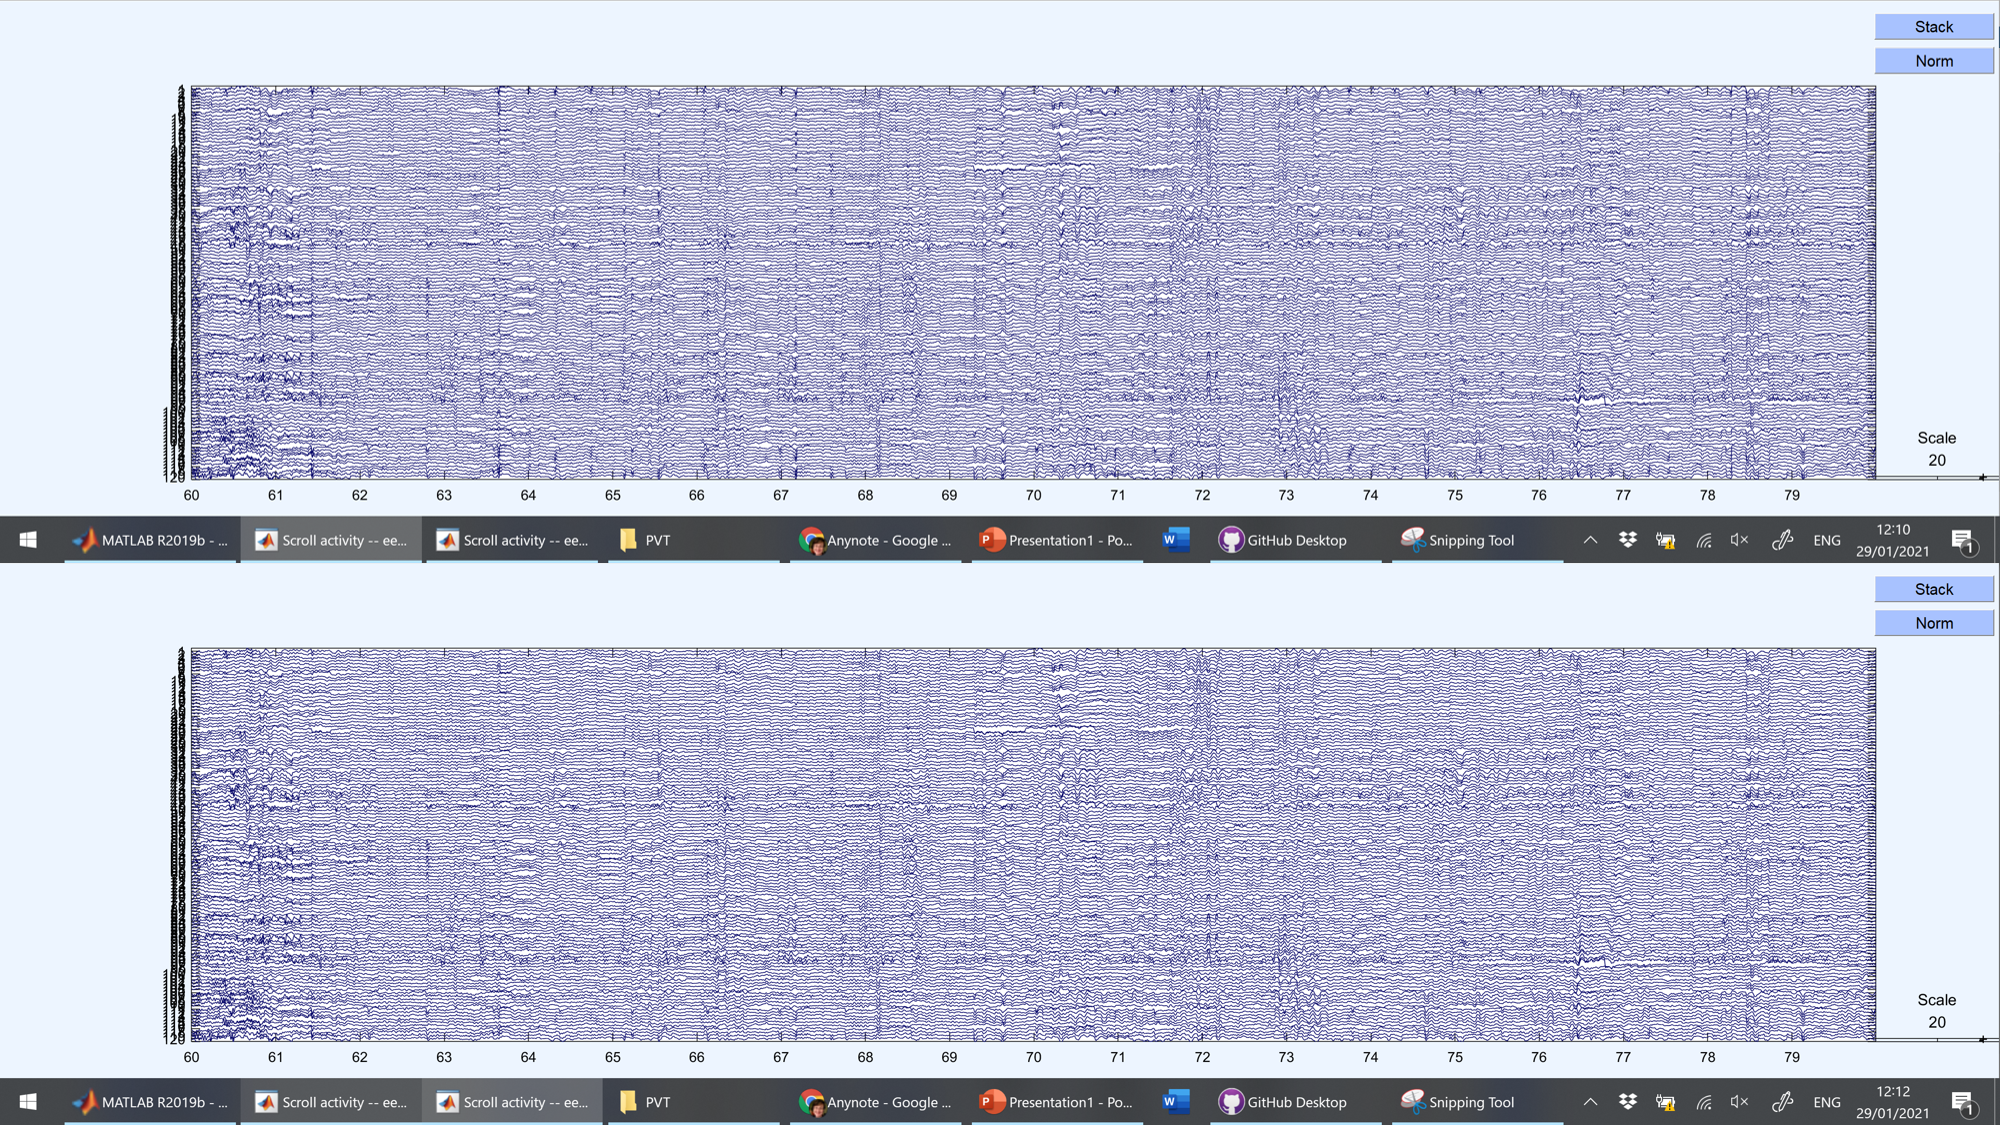 Stack
Norm
Scale
20
120
60 61 62 63 64 65 66 67 68 69 70 71 72 73 74 75 76 77 78 79
MATLAB R2019b - ... Scroll activity -- ee... Scroll activity -- ee... PVT Anynote - Google ... Presentation1 - Po... W GitHub Desktop Snipping Tool ENG 12:10
29/01/2021 1
Stack
Norm
Scale
20
120
60 61 62 63 64 65 66 67 68 69 70 71 72 73 74 75 76 77 78 79
MATLAB R2019b - ... Scroll activity -- ee... Scroll activity -- ee... PVT Anynote - Google ... Presentation1 - Po... W GitHub Desktop Snipping Tool ENG 12:12
29/01/2021 1